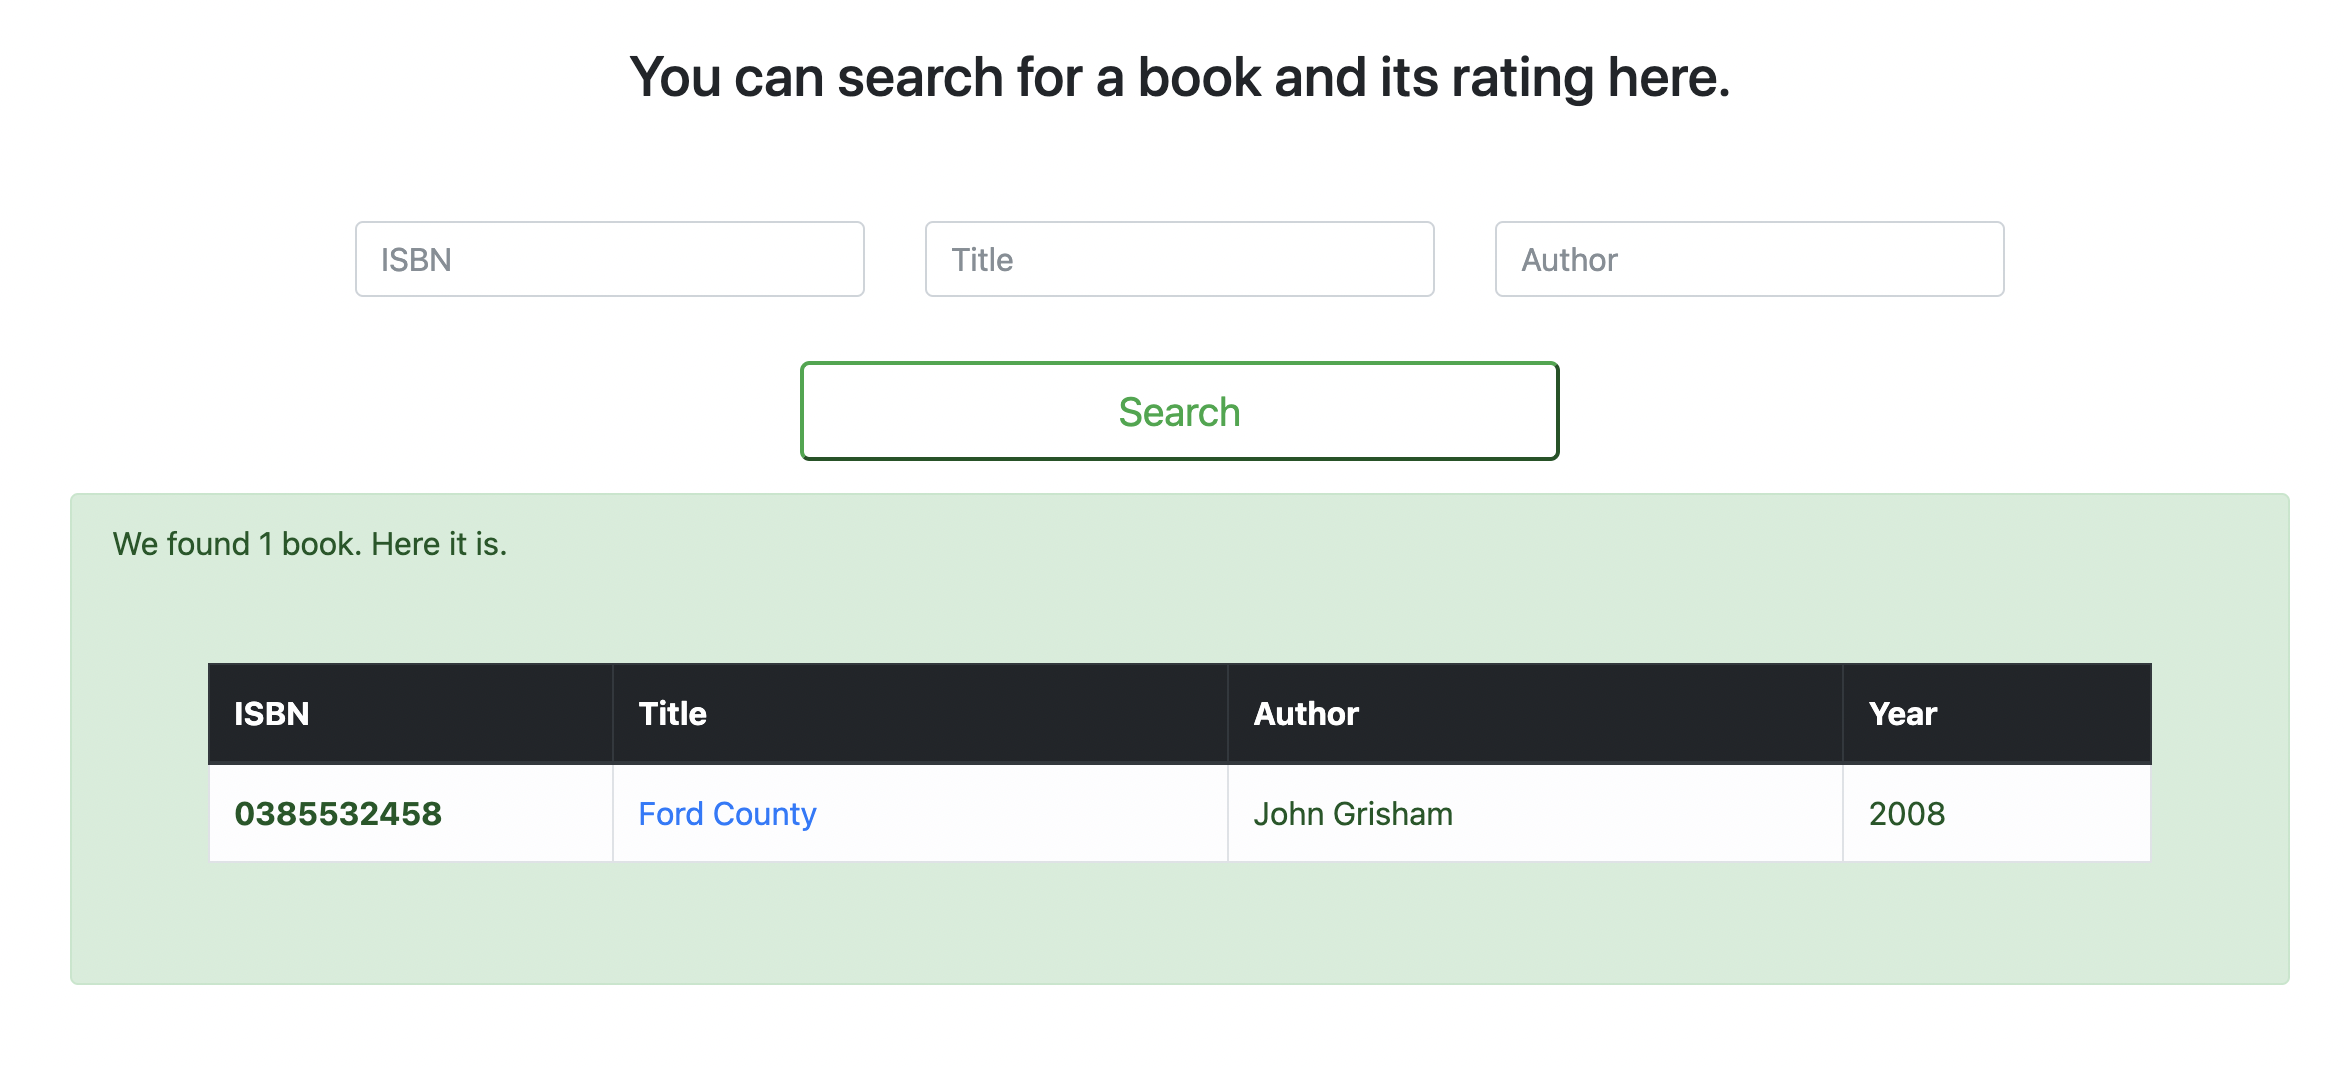 You can search for a book and its rating here.
ISBN Title Author
Search
We found 1 book. Here it is.
ISBN Title Author Year
0385532458 Ford County John Grisham 2008